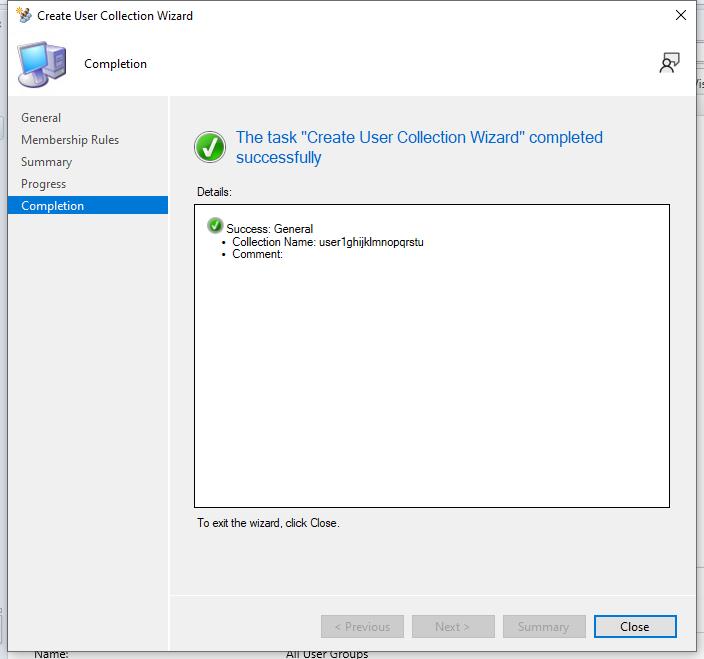 Create User Collection Wizard
Completion
General
Membership Rules
Summary
Progress
Completion
The task "Create User Collection Wizard" completed
successfully
Details:
Success: General
• Collection Name: user1ghijklmnopqrstu
• Comment:
To exit the wizard, click Close.
< Previous
Next >
Summary
Close
Name:
All User Groups